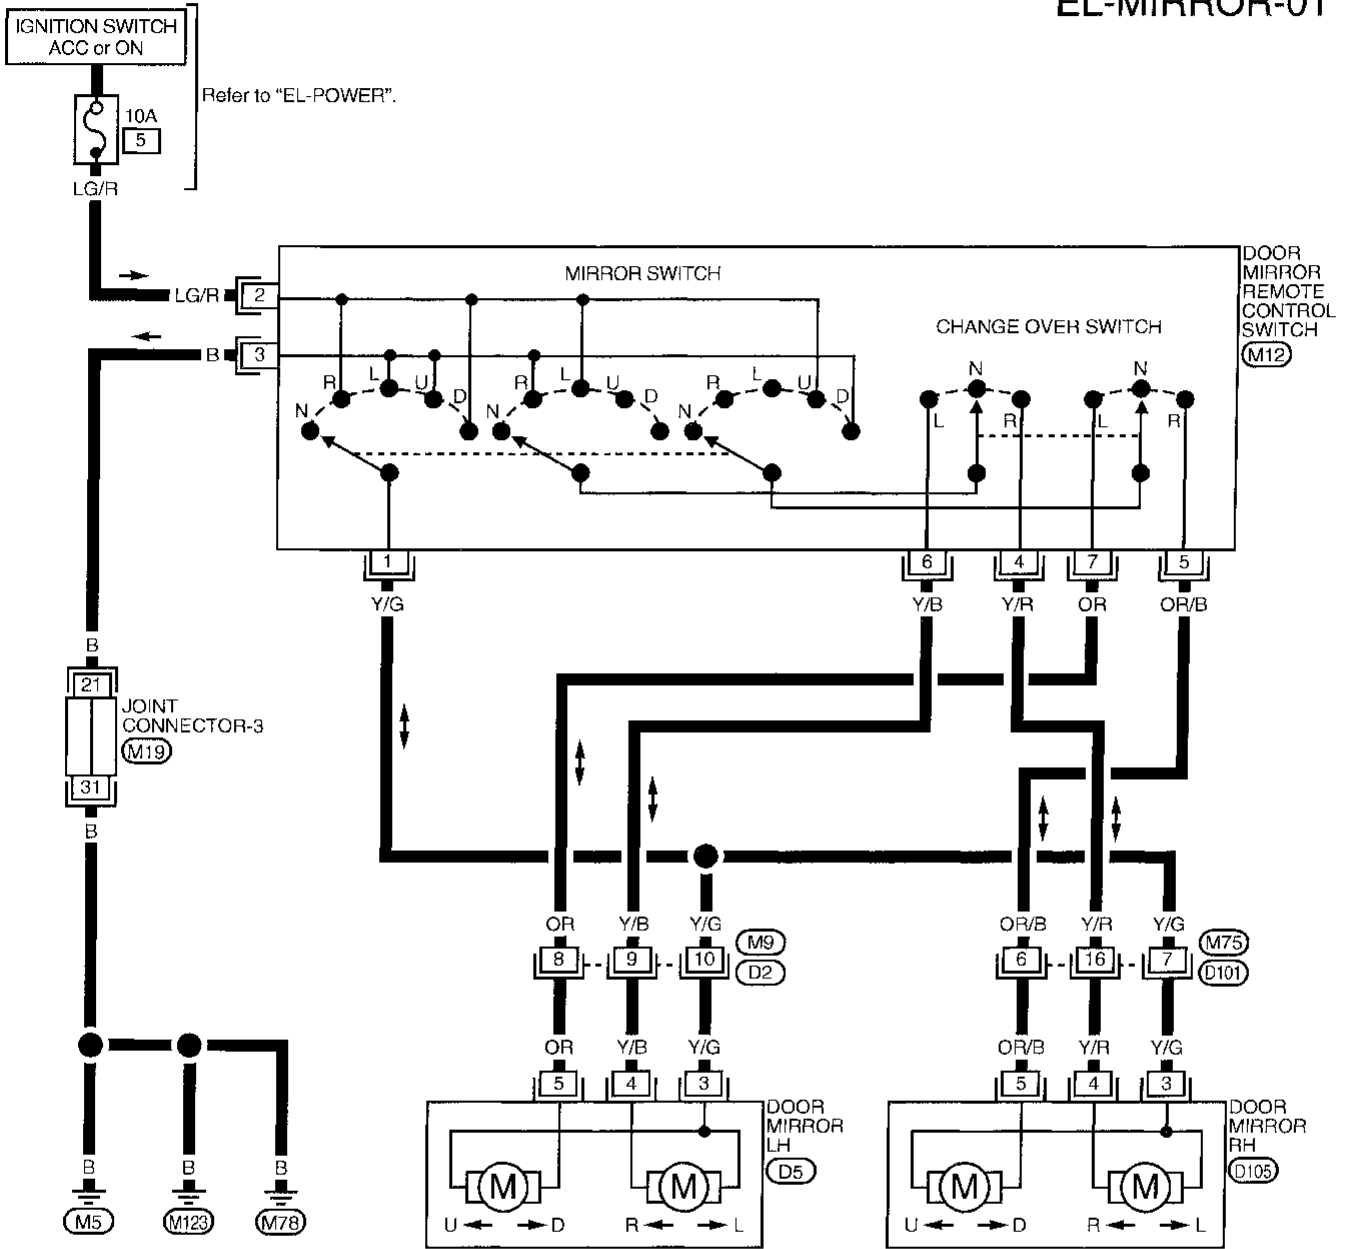 EL-MIRROR-01
IGNITION SWITCH
ACC or ON
Refer to "EL-POWER".
10A
5
LG/R
LG/R
2
B
3
MIRROR SWITCH
CHANGE OVER SWITCH
DOOR
MIRROR
REMOTE
CONTROL
SWITCH
M12
N R L U D
N R L U D
N R L U D
L N R
L N R
1 6 4 7 5
Y/G Y/B Y/R OR OR/B
B
21
JOINT
CONNECTOR-3
M19
31
B
OR Y/B Y/G
8 9 10
M9
D2
OR/B Y/R Y/G
6 16 7
M75
D101
OR Y/B Y/G
5 4 3
OR/B Y/R Y/G
5 4 3
DOOR
MIRROR
LH
D5
M M
U D R L
DOOR
MIRROR
RH
D105
M M
U D R L
B B B
M5 M123 M78